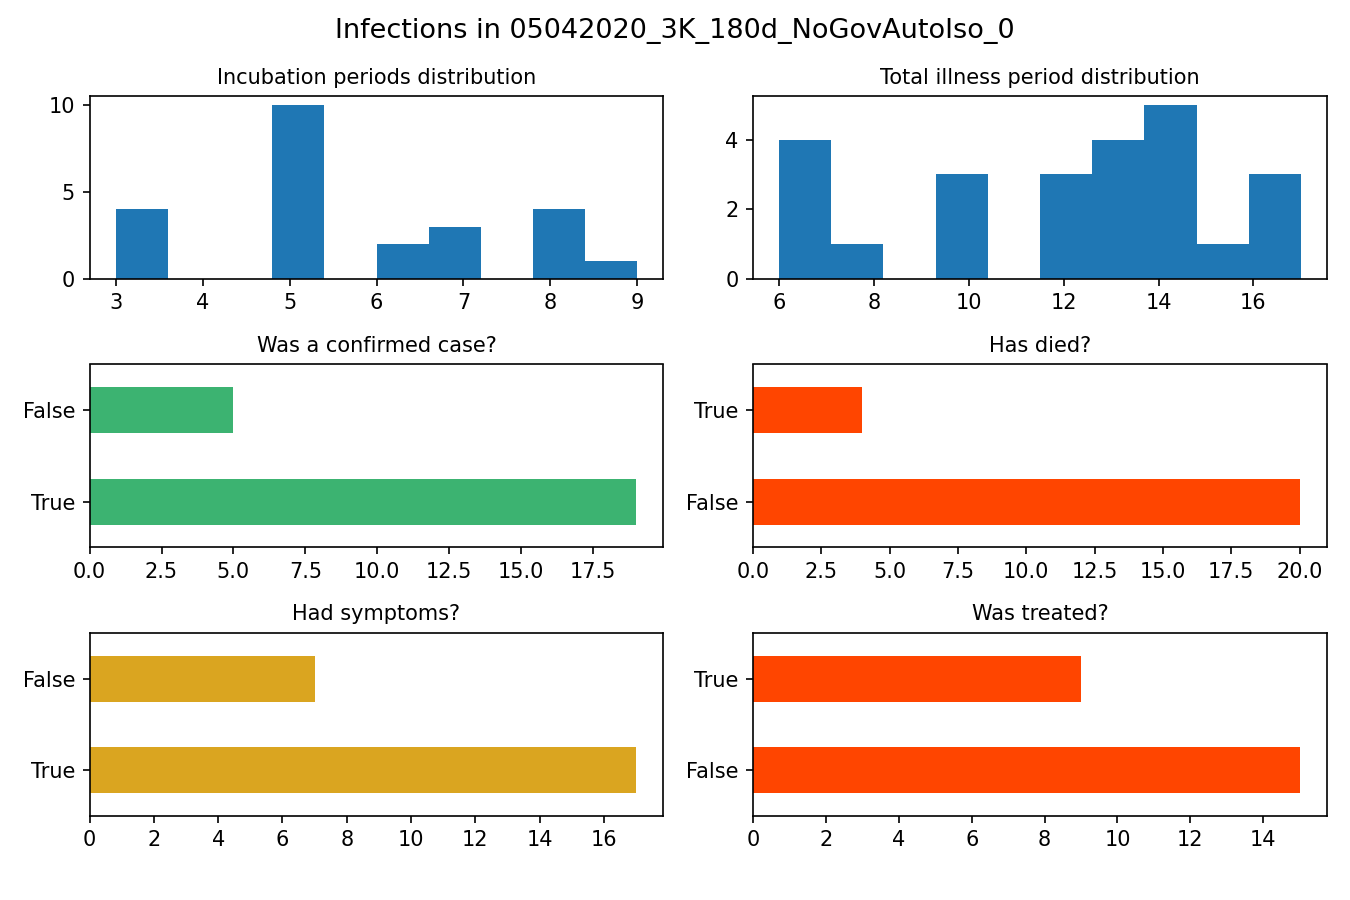 Infections in 05042020_3K_180d_NoGovAutoIso_0
Incubation periods distribution
10
5
0
3 4 5 6 7 8 9
Total illness period distribution
4
2
0
6 8 10 12 14 16
Was a confirmed case?
False
True
0.0 2.5 5.0 7.5 10.0 12.5 15.0 17.5
Has died?
True
False
0.0 2.5 5.0 7.5 10.0 12.5 15.0 17.5 20.0
Had symptoms?
False
True
0 2 4 6 8 10 12 14 16
Was treated?
True
False
0 2 4 6 8 10 12 14